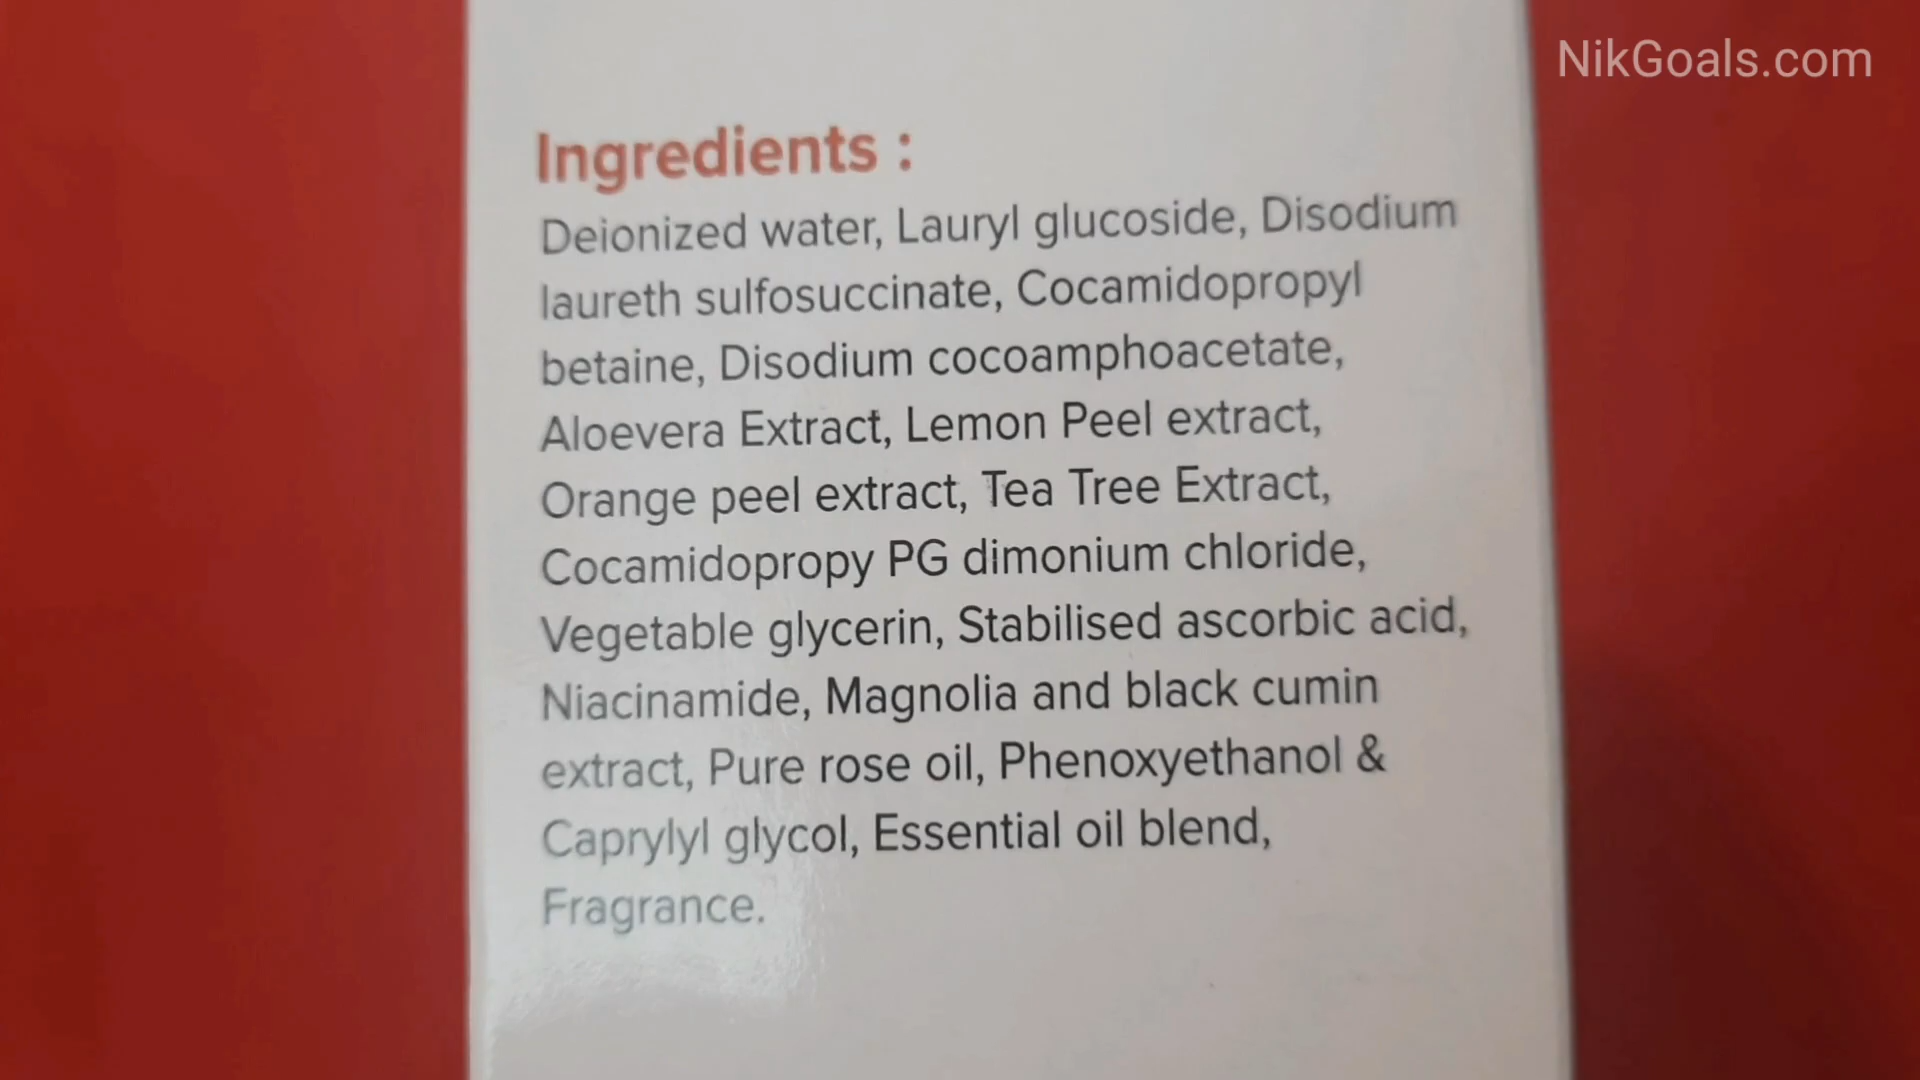 NikGoals.com
Ingredients :
Deionized water, Lauryl glucoside, Disodium
laureth sulfosuccinate, Cocamidopropyl
betaine, Disodium cocoamphoacetate,
Aloevera Extract, Lemon Peel extract,
Orange peel extract, Tea Tree Extract,
Cocamidopropy PG dimonium chloride,
Vegetable glycerin, Stabilised ascorbic acid,
Niacinamide, Magnolia and black cumin
extract, Pure rose oil, Phenoxyethanol &
Caprylyl glycol, Essential oil blend,
Fragrance.